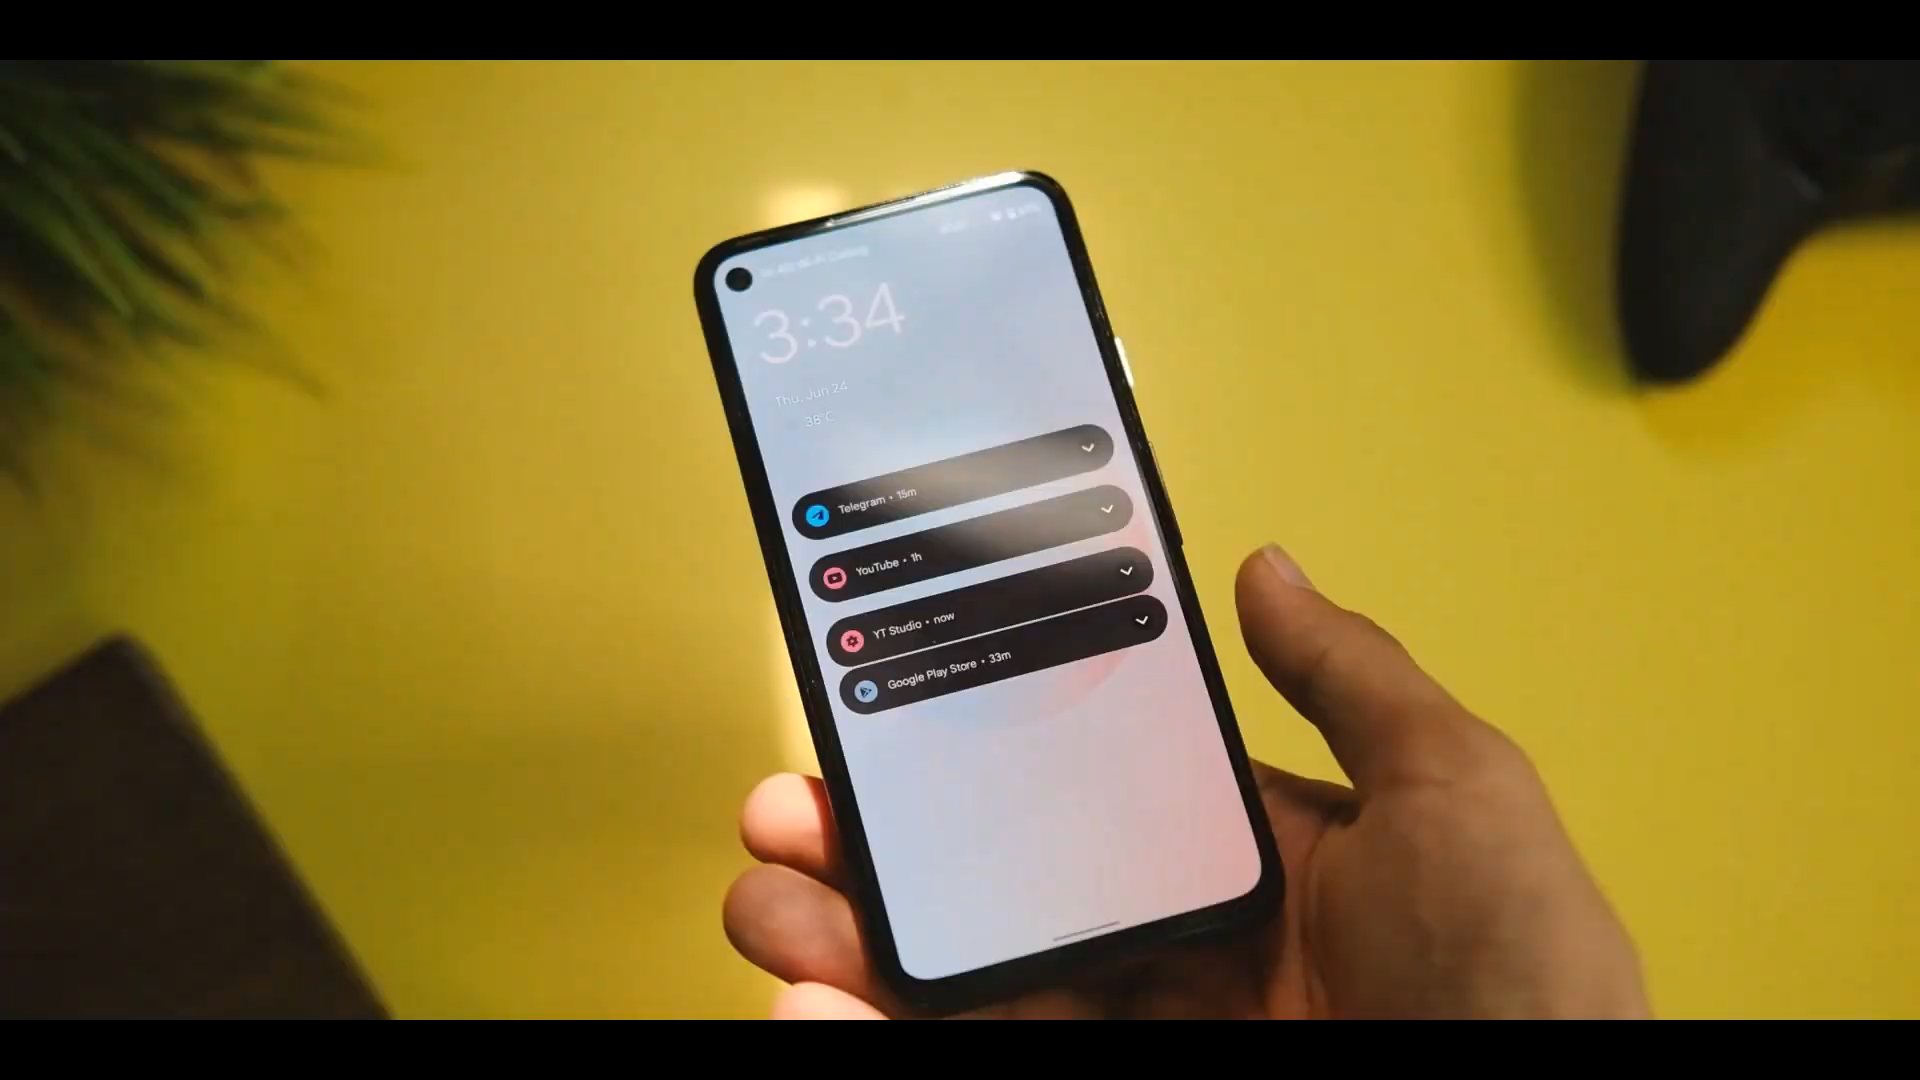 3:34
Thu, Jun 24
38°C
Telegram • 15m
YouTube • 1h
YT Studio • now
Google Play Store • 33m